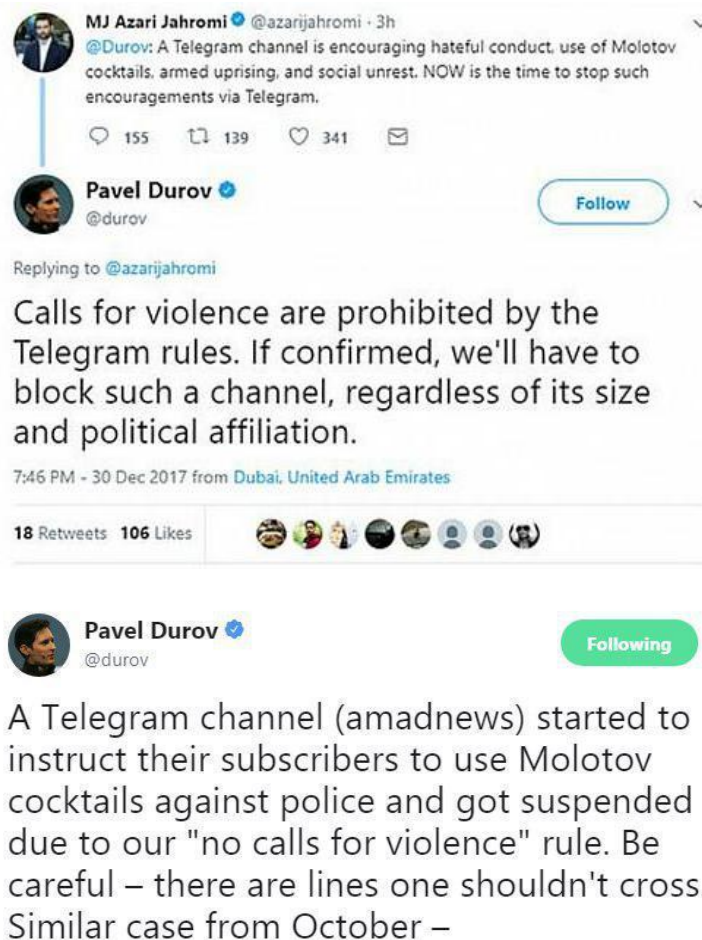 MJ Azari Jahromi @azarijahromi · 3h
@Durov: A Telegram channel is encouraging hateful conduct, use of Molotov
cocktails, armed uprising, and social unrest. NOW is the time to stop such
encouragements via Telegram.
155 139 341
Pavel Durov
@durov
Follow
Replying to @azarijahromi
Calls for violence are prohibited by the
Telegram rules. If confirmed, we'll have to
block such a channel, regardless of its size
and political affiliation.
7:46 PM - 30 Dec 2017 from Dubai, United Arab Emirates
18 Retweets 106 Likes
Pavel Durov
@durov
Following
A Telegram channel (amadnews) started to
instruct their subscribers to use Molotov
cocktails against police and got suspended
due to our "no calls for violence" rule. Be
careful – there are lines one shouldn't cross
Similar case from October –